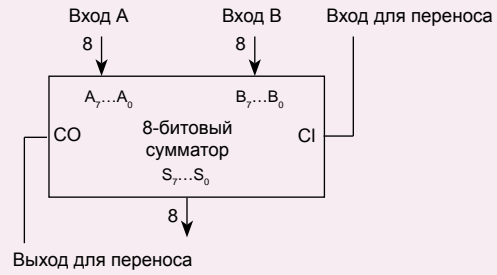 Вход A Вход B Вход для переноса
8 8
A₇…A₀ B₇…B₀
CO 8-битовый сумматор CI
S₇…S₀
8
Выход для переноса